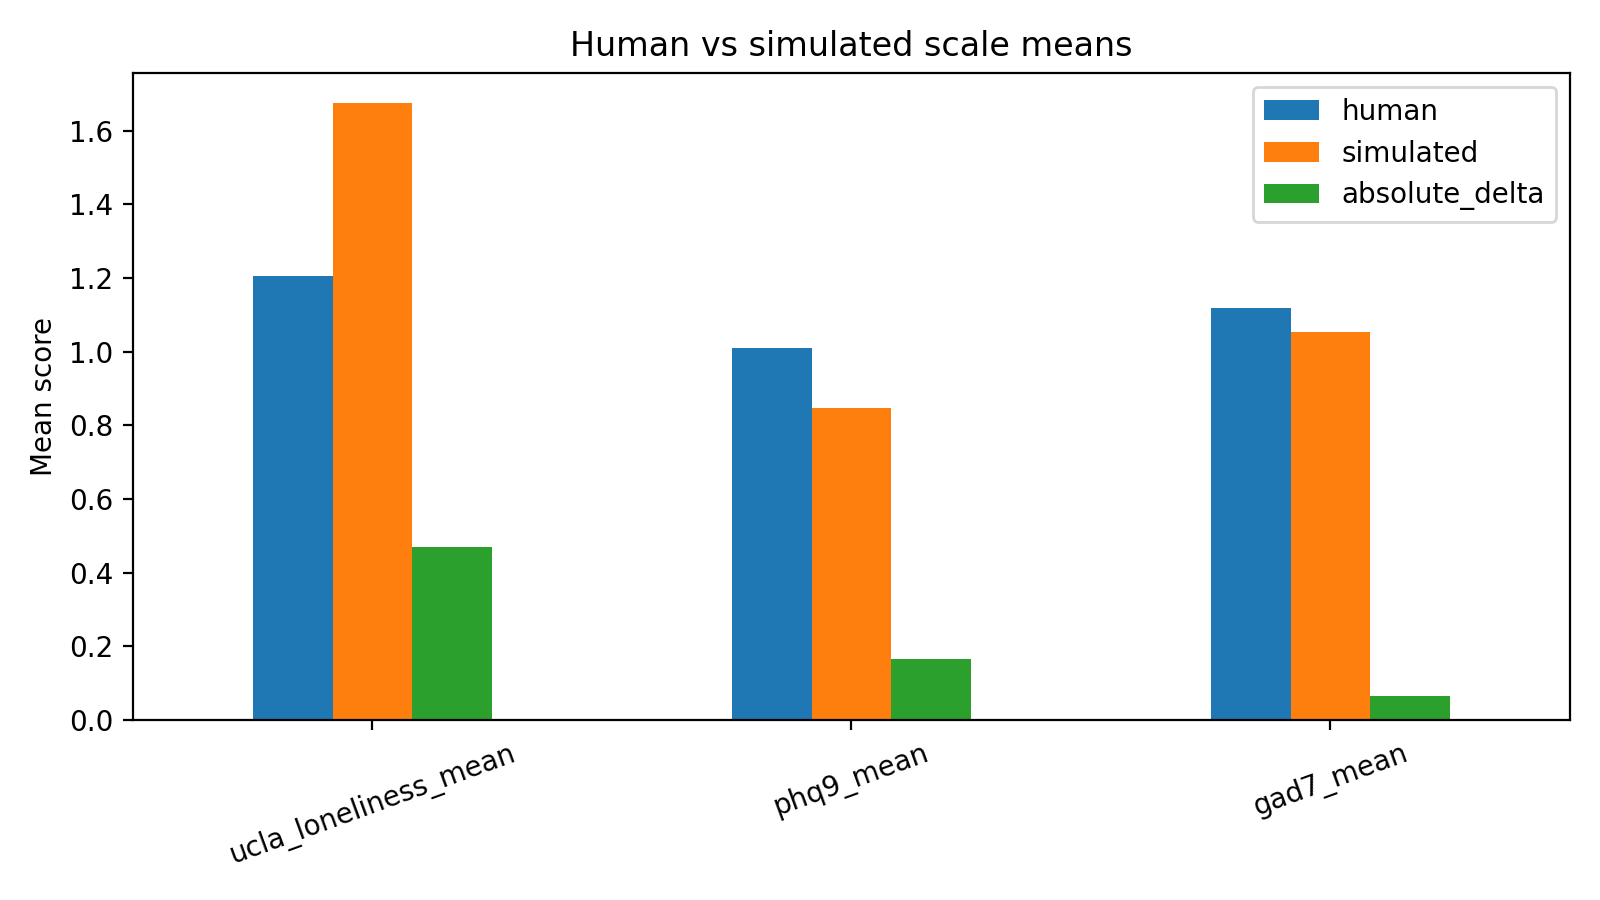 Human vs simulated scale means
human
simulated
absolute_delta
Mean score
1.6
1.4
1.2
1.0
0.8
0.6
0.4
0.2
0.0
ucla_loneliness_mean
phq9_mean
gad7_mean